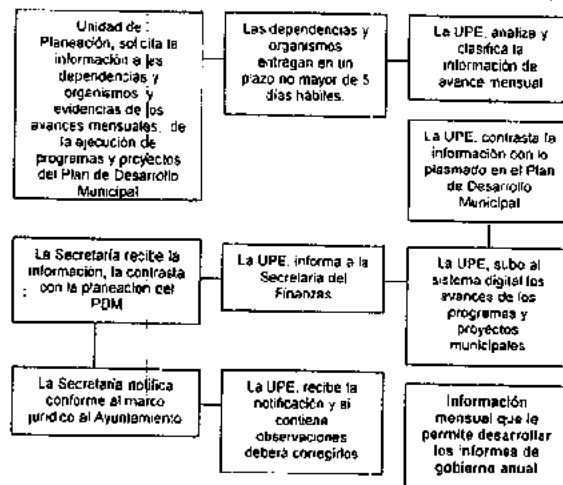 Unidad de
Planeación, solicita la
información a las
dependencias y
organismos y
evidencias de los
avances mensuales, de
la ejecución de
programas y proyectos
del Plan de Desarrollo
Municipal
Las dependencias y
organismos
entregan en un
plazo no mayor de 5
días hábiles.
La UPE, analiza y
clasifica la
información de
avance mensual
La UPE, contrasta la
información con lo
plasmado en el Plan
de Desarrollo
Municipal
La UPE, subo al
sistema digital los
avances de los
programas y
proyectos
municipales
La UPE, informa a la
Secretaría del
Finanzas
La Secretaría recibe la
información, la contrasta
con la planeación del
PDM
La Secretaría notifica
conforme al marco
jurídico al Ayuntamiento
La UPE, recibe la
notificación y si
contiene
observaciones
deberá corregirlos
Información
mensual que le
permite desarrollar
los informes de
gobierno anual